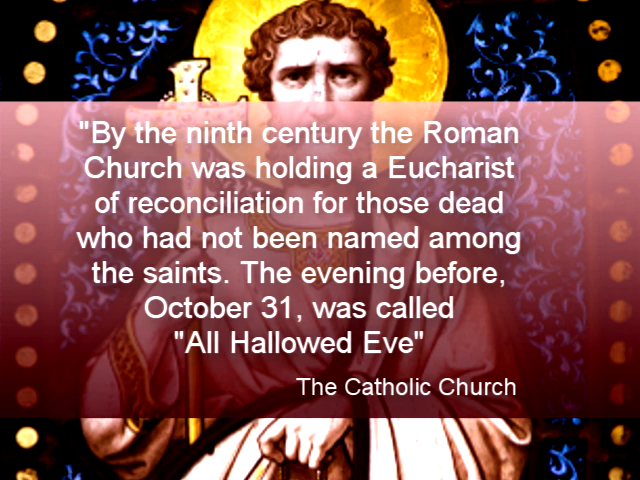 "By the ninth century the Roman
Church was holding a Eucharist
of reconciliation for those dead
who had not been named among
the saints. The evening before,
October 31, was called
"All Hallowed Eve"
The Catholic Church